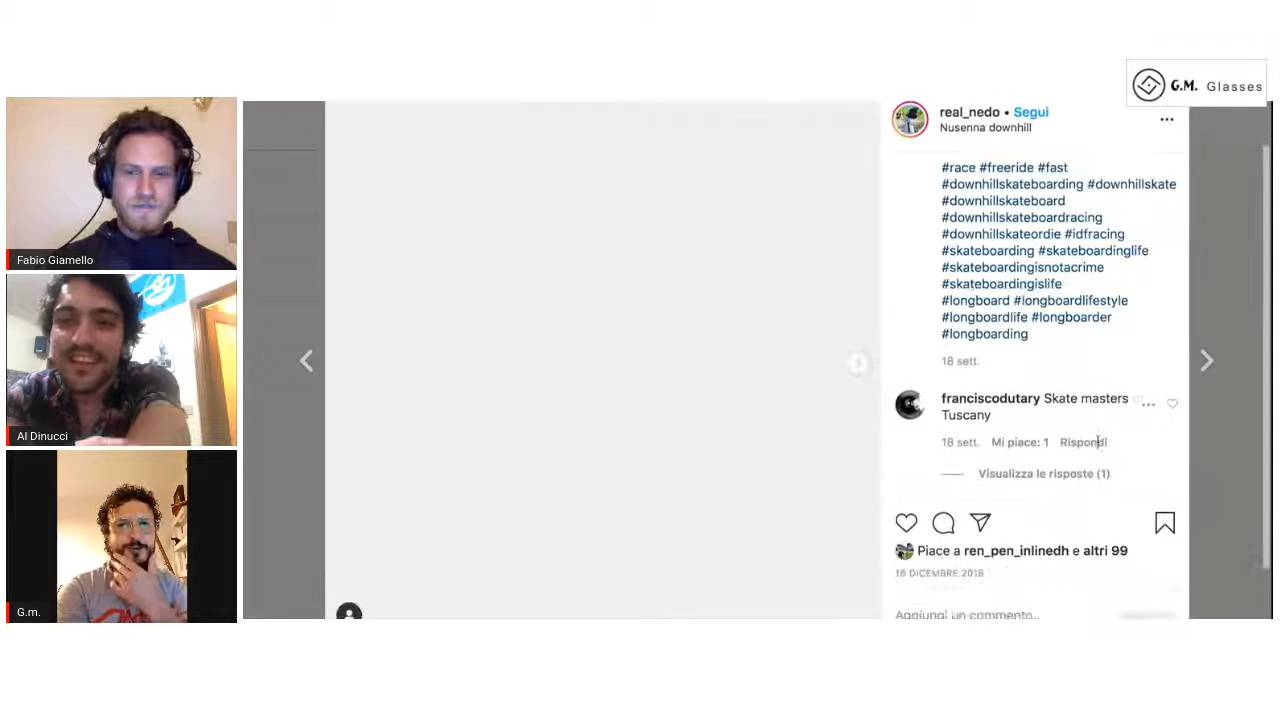 G.M. Glasses
real_nedo • Segui
Nusenna downhill
#race #freeride #fast
#downhillskateboarding #downhillskate
#downhillskateboard
#downhillskateboardracing
#downhillskateordie #idfracing
#skateboarding #skateboardinglife
#skateboardingisnotacrime
#skateboardingislife
#longboard #longboardlifestyle
#longboardlife #longboarder
#longboarding
18 sett.
franciscodutary Skate masters
Tuscany
18 sett. Mi piace: 1 Rispondi
Visualizza le risposte (1)
Piace a ren_pen_inlinedh e altri 99
16 DICEMBRE 2018
Aggiungi un commento...
Fabio Giamello
Al Dinucci
G.m.